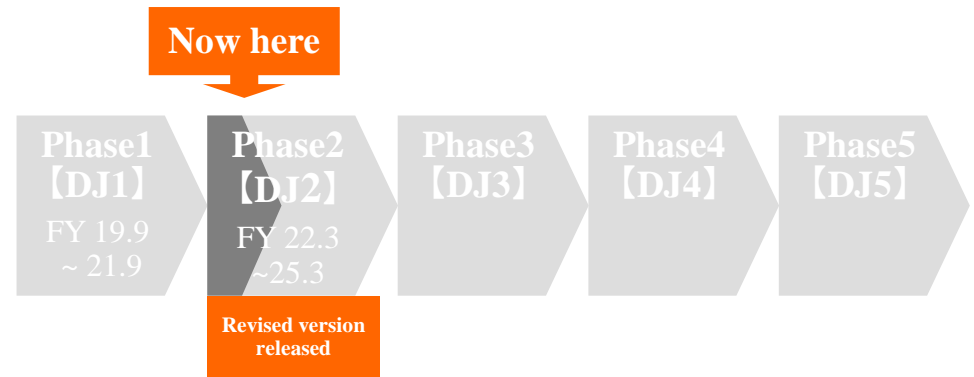 Now here
Phase1
【DJ1】
FY 19.9
~ 21.9
Phase2
【DJ2】
FY 22.3
~25.3
Phase3
【DJ3】
Phase4
【DJ4】
Phase5
【DJ5】
Revised version
released